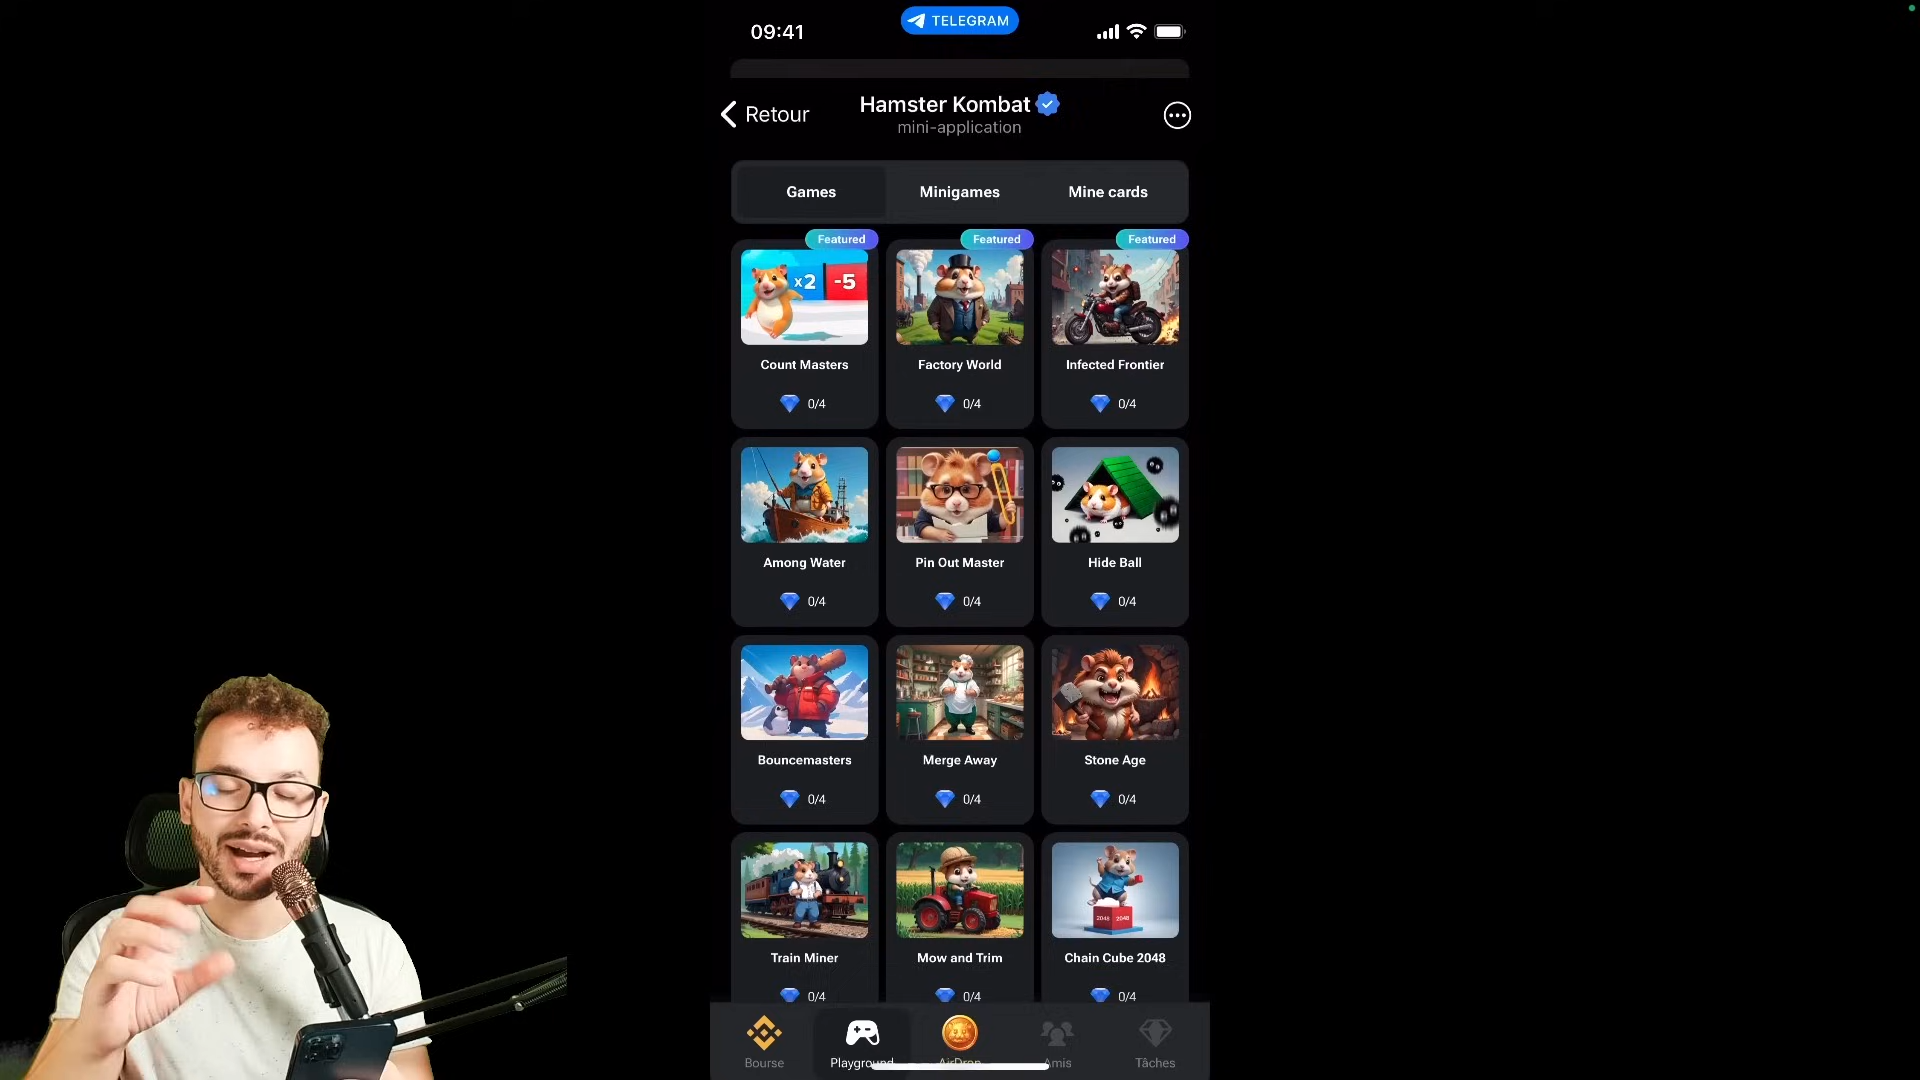 09:41
TELEGRAM
Retour
Hamster Kombat
mini-application
Games Minigames Mine cards
Featured Featured Featured
x2 -5
Count Masters Factory World Infected Frontier
0/4 0/4 0/4
Among Water Pin Out Master Hide Ball
0/4 0/4 0/4
Bouncemasters Merge Away Stone Age
0/4 0/4 0/4
2048 2048
Train Miner Mow and Trim Chain Cube 2048
0/4 0/4 0/4
Bourse Playground AirDrop Amis Tâches